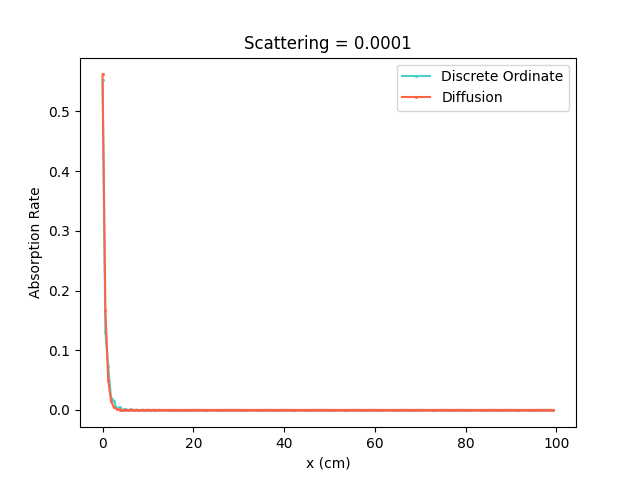 Scattering = 0.0001
Discrete Ordinate
Diffusion
Absorption Rate
0.5
0.4
0.3
0.2
0.1
0.0
0 20 40 60 80 100
x (cm)